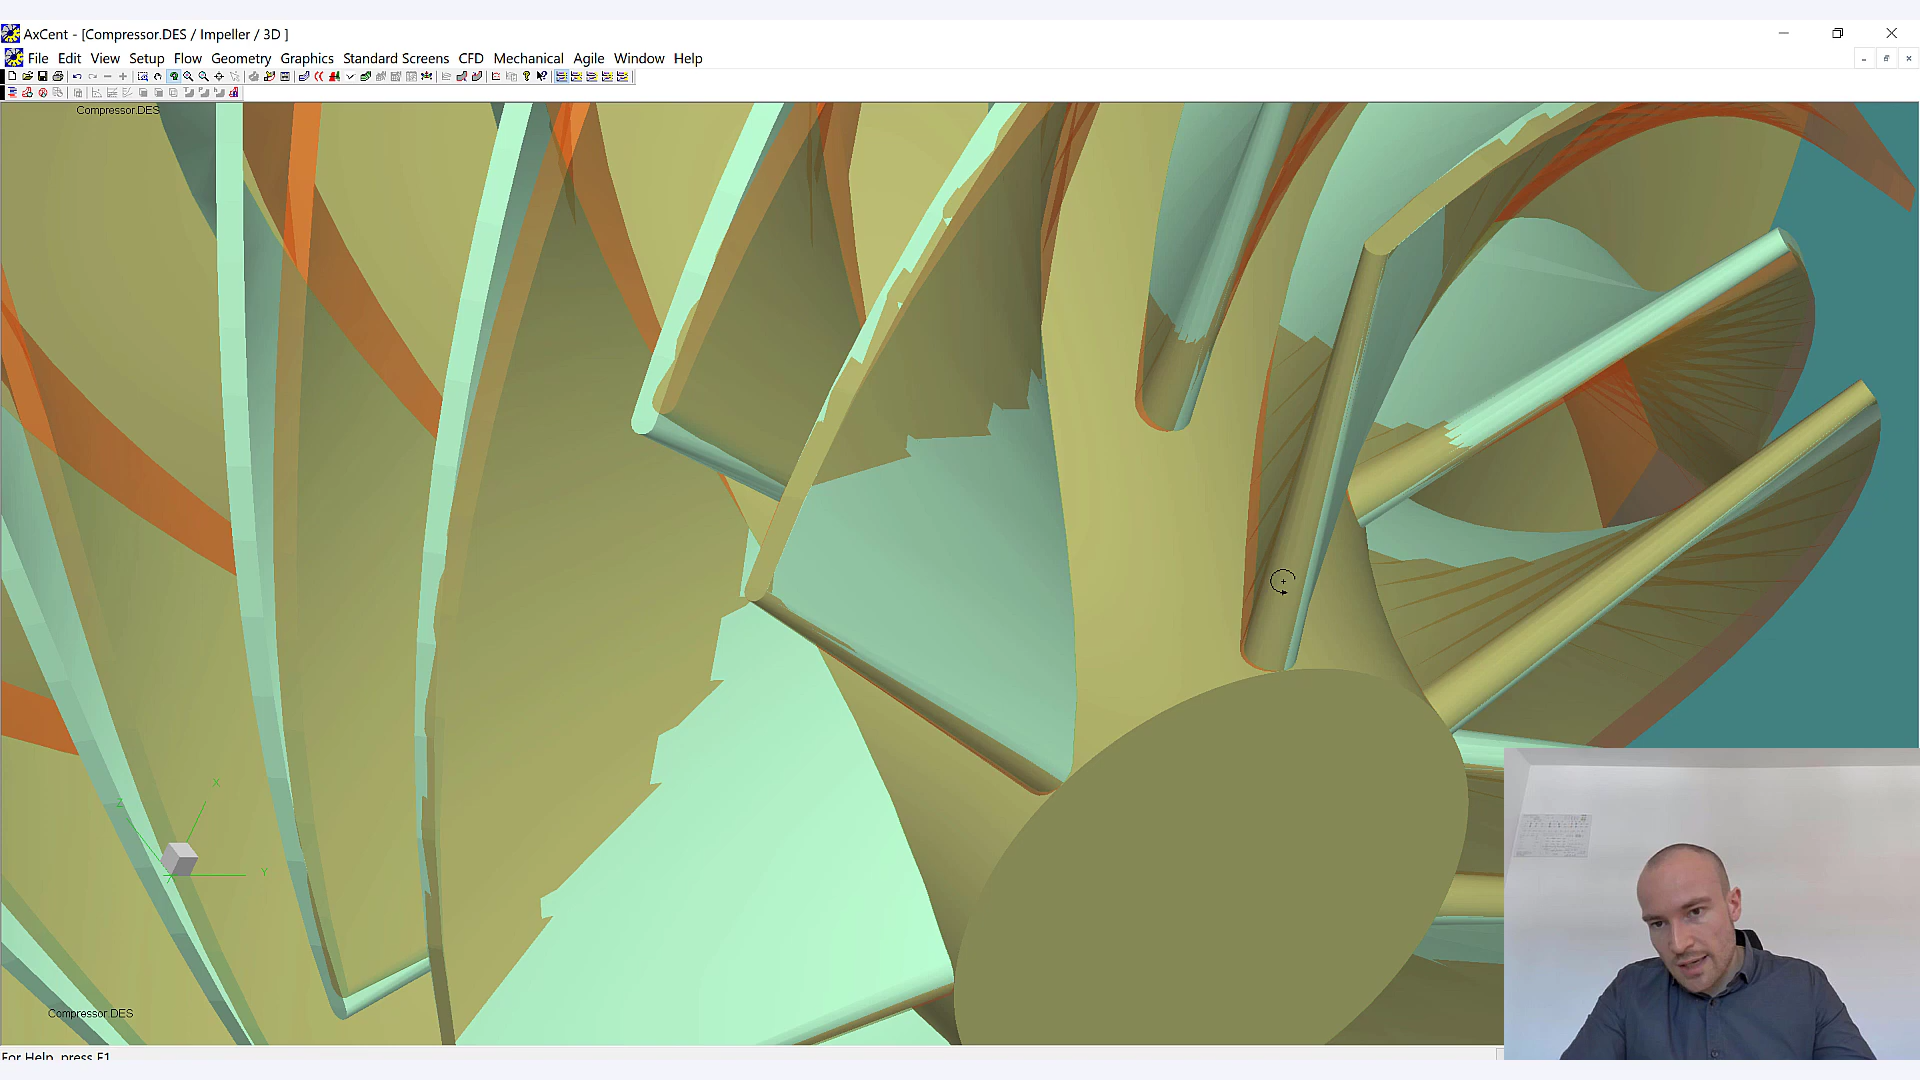 AxCent - [Compressor.DES / Impeller / 3D ]
File Edit View Setup Flow Geometry Graphics Standard Screens CFD Mechanical Agile Window Help
Compressor.DES
X
Z
Y
Compressor.DES
For Help, press F1